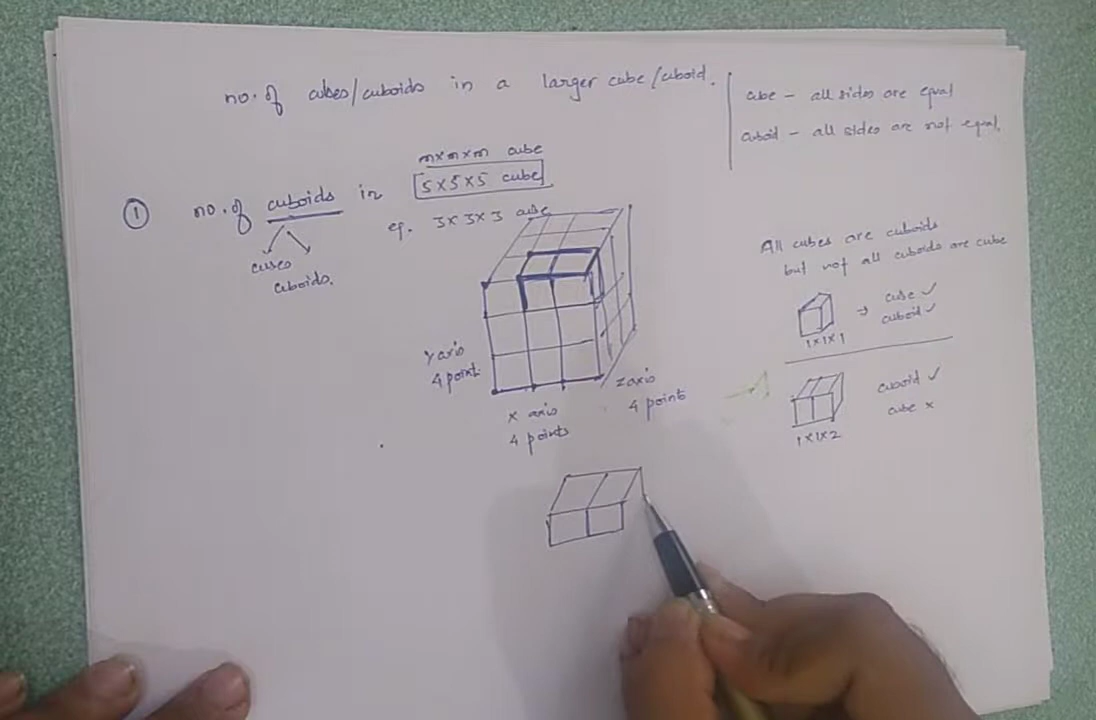 no. of cubes/cuboids in a larger cube/cuboid.
cube - all sides are equal
cuboid - all sides are not equal.
m×m×m cube
① no. of cuboids in 5×5×5 cube
cubes
cuboids.
eg. 3×3×3 cube
All cubes are cuboids
but not all cuboids are cube
→ cube ✓
cuboid ✓
1×1×1
Y axis
4 point
X axis
4 points
Z axis
4 point
cuboid ✓
cube ×
1×1×2